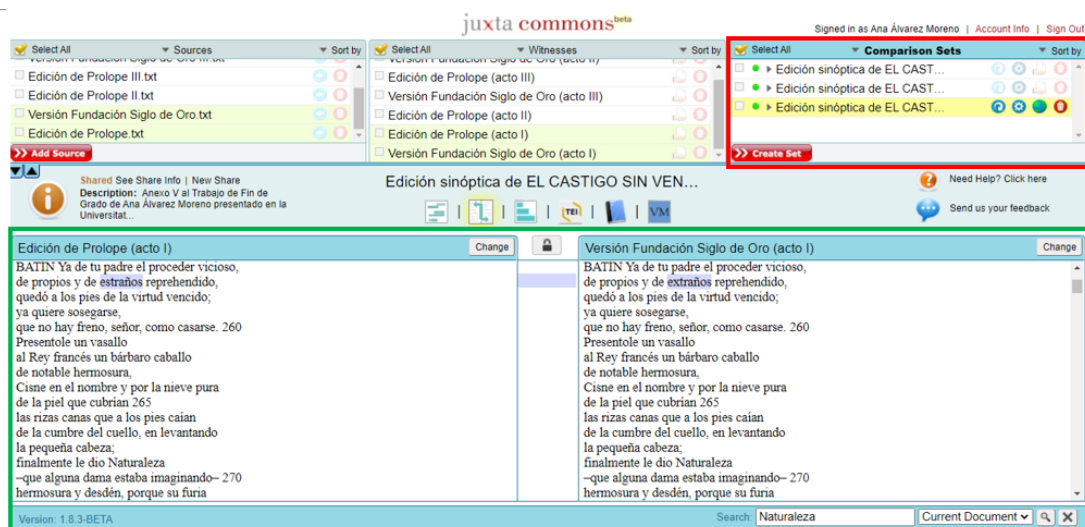 juxta commons beta
Signed in as Ana Álvarez Moreno | Account Info | Sign Out
Select All Sources Sort by
Edición de Prolope III.txt
Edición de Prolope II.txt
Versión Fundación Siglo de Oro.txt
Edición de Prolope.txt
Add Source
Select All Witnesses Sort by
Versión Fundación Siglo de Oro (acto II)
Edición de Prolope (acto III)
Versión Fundación Siglo de Oro (acto III)
Edición de Prolope (acto II)
Edición de Prolope (acto I)
Versión Fundación Siglo de Oro (acto I)
Select All Comparison Sets Sort by
Edición sinóptica de EL CAST...
Edición sinóptica de EL CAST...
Edición sinóptica de EL CAST...
Create Set
Shared See Share Info | New Share
Description: Anexo V al Trabajo de Fin de
Grado de Ana Álvarez Moreno presentado en la
Universitat...
Edición sinóptica de EL CASTIGO SIN VEN...
TEI
VM
Need Help? Click here
Send us your feedback
Edición de Prolope (acto I) Change
BATÍN Ya de tu padre el proceder vicioso,
de propios y de estraños reprehendido,
quedó a los pies de la virtud vencido;
ya quiere sosegarse,
que no hay freno, señor, como casarse. 260
Presentole un vasallo
al Rey francés un bárbaro caballo
de notable hermosura,
Cisne en el nombre y por la nieve pura
de la piel que cubrían 265
las rizas canas que a los pies caían
de la cumbre del cuello, en levantando
la pequeña cabeza;
finalmente le dio Naturaleza
–que alguna dama estaba imaginando– 270
hermosura y desdén, porque su furia
Versión Fundación Siglo de Oro (acto I) Change
BATÍN Ya de tu padre el proceder vicioso,
de propios y de extraños reprehendido,
quedó a los pies de la virtud vencido;
ya quiere sosegarse,
que no hay freno, señor, como casarse. 260
Presentole un vasallo
al Rey francés un bárbaro caballo
de notable hermosura,
Cisne en el nombre y por la nieve pura
de la piel que cubrían 265
las rizas canas que a los pies caían
de la cumbre del cuello, en levantando
la pequeña cabeza;
finalmente le dio Naturaleza
–que alguna dama estaba imaginando– 270
hermosura y desdén, porque su furia
Version: 1.8.3-BETA
Search: Naturaleza Current Document